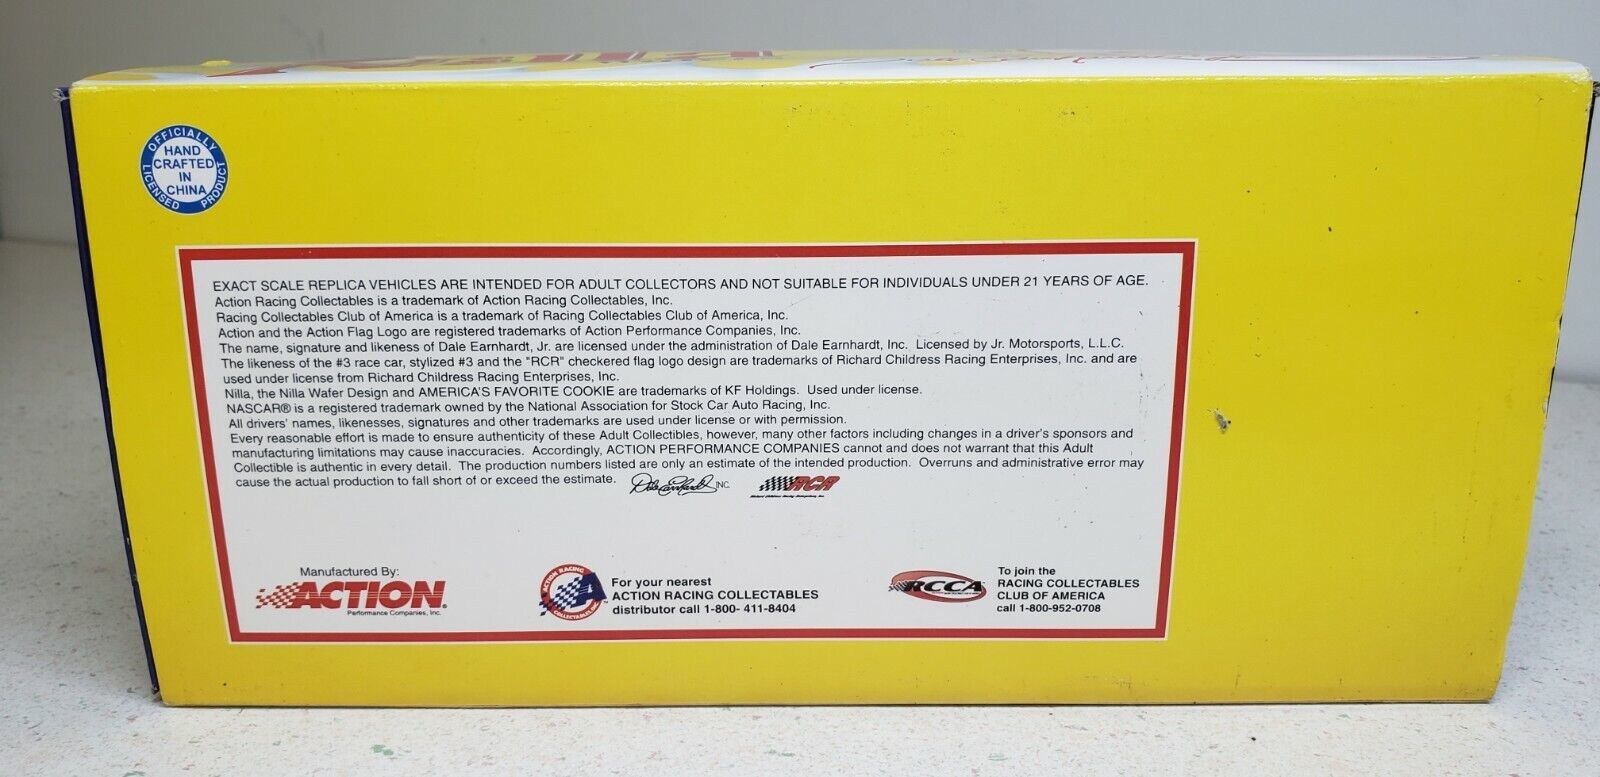 OFFICIALLY
HAND
CRAFTED
IN
CHINA
LICENSED PRODUCT
EXACT SCALE REPLICA VEHICLES ARE INTENDED FOR ADULT COLLECTORS AND NOT SUITABLE FOR INDIVIDUALS UNDER 21 YEARS OF AGE.
Action Racing Collectables is a trademark of Action Racing Collectables, Inc.
Racing Collectables Club of America is a trademark of Racing Collectables Club of America, Inc.
Action and the Action Flag Logo are registered trademarks of Action Performance Companies, Inc.
The name, signature and likeness of Dale Earnhardt, Jr. are licensed under the administration of Dale Earnhardt, Inc. Licensed by Jr. Motorsports, L.L.C.
The likeness of the #3 race car, stylized #3 and the "RCR" checkered flag logo design are trademarks of Richard Childress Racing Enterprises, Inc. and are
used under license from Richard Childress Racing Enterprises, Inc.
Nilla, the Nilla Wafer Design and AMERICA'S FAVORITE COOKIE are trademarks of KF Holdings. Used under license.
NASCAR® is a registered trademark owned by the National Association for Stock Car Auto Racing, Inc.
All drivers' names, likenesses, signatures and other trademarks are used under license or with permission.
Every reasonable effort is made to ensure authenticity of these Adult Collectibles, however, many other factors including changes in a driver's sponsors and
manufacturing limitations may cause inaccuracies. Accordingly, ACTION PERFORMANCE COMPANIES cannot and does not warrant that this Adult
Collectible is authentic in every detail. The production numbers listed are only an estimate of the intended production. Overruns and administrative error may
cause the actual production to fall short of or exceed the estimate. Dale Earnhardt INC. RCR
Richard Childress Racing Enterprises, Inc.
Manufactured By:
ACTION
Performance Companies, Inc.
ACTION RACING
COLLECTABLES, INC.
For your nearest
ACTION RACING COLLECTABLES
distributor call 1-800- 411-8404
RCCA
To join the
RACING COLLECTABLES
CLUB OF AMERICA
call 1-800-952-0708